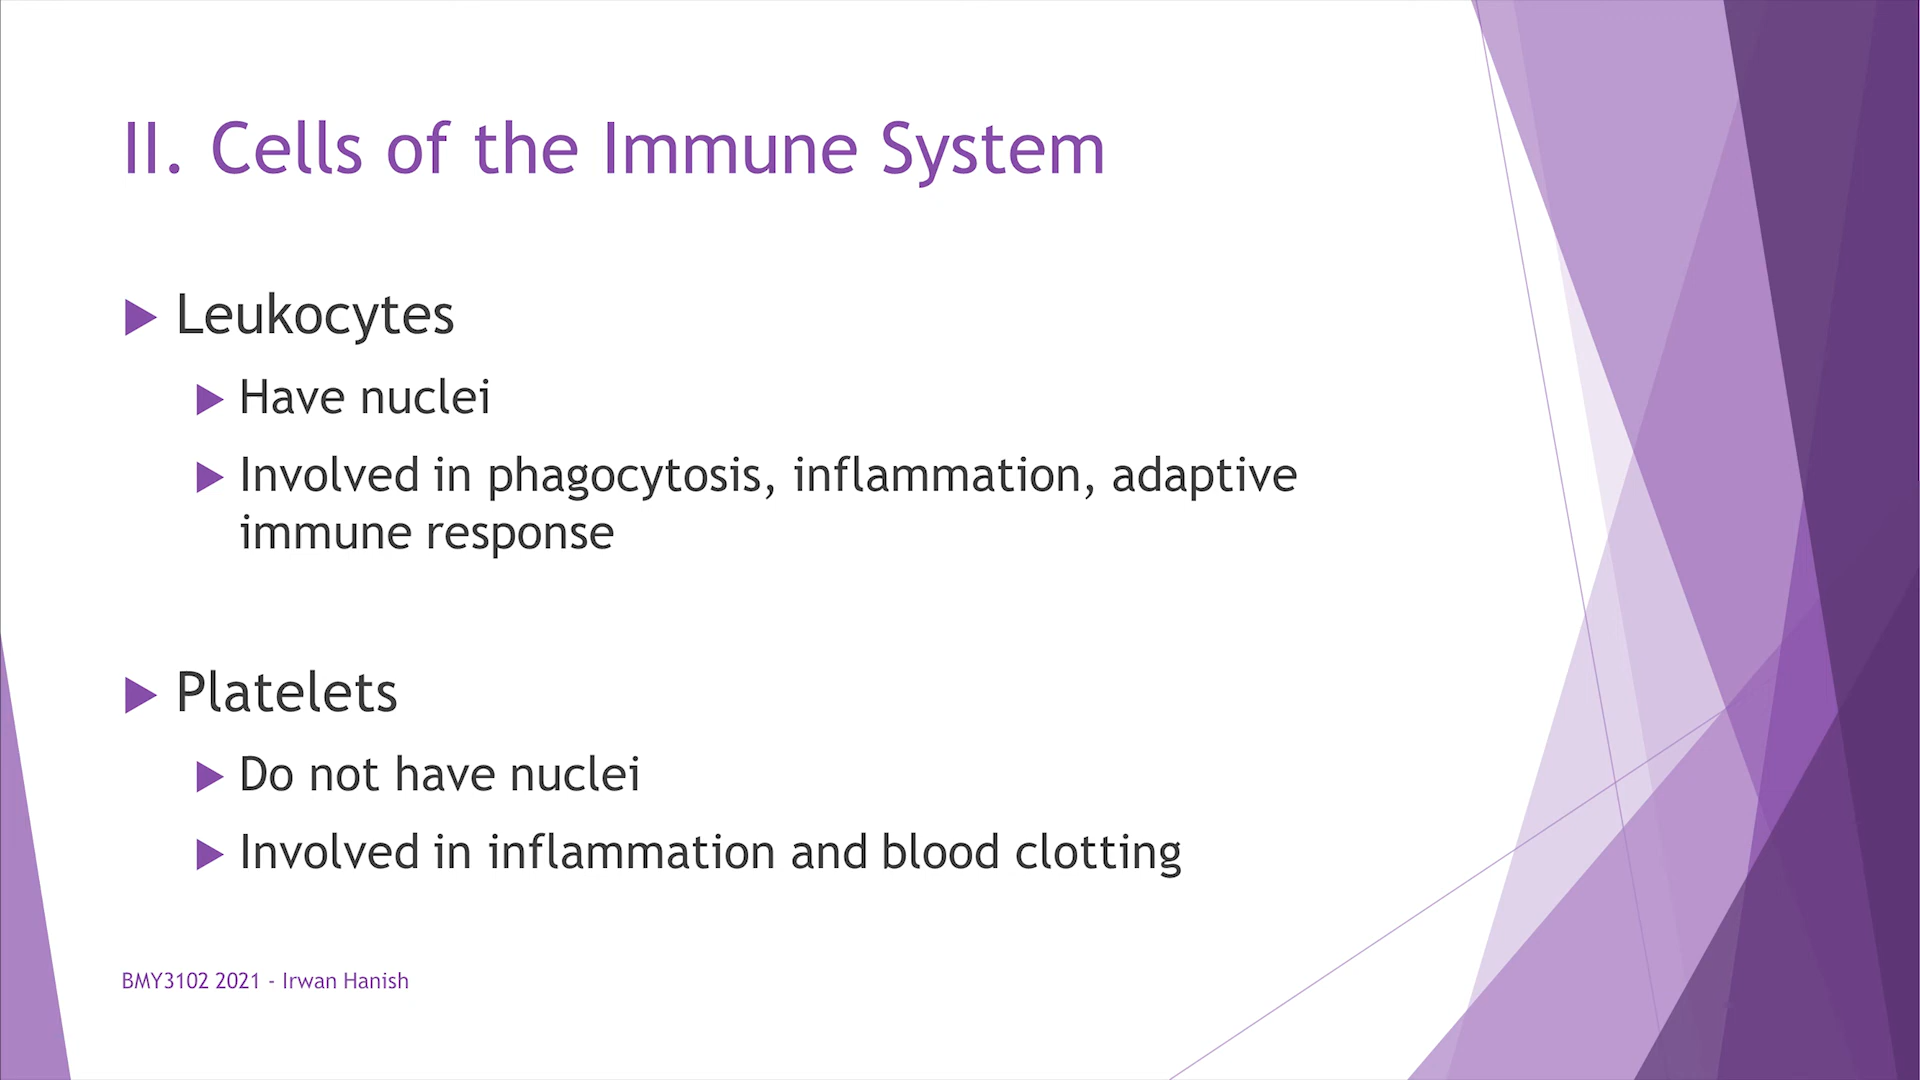 II. Cells of the Immune System
Leukocytes
Have nuclei
Involved in phagocytosis, inflammation, adaptive
immune response
Platelets
Do not have nuclei
Involved in inflammation and blood clotting
BMY3102 2021 - Irwan Hanish